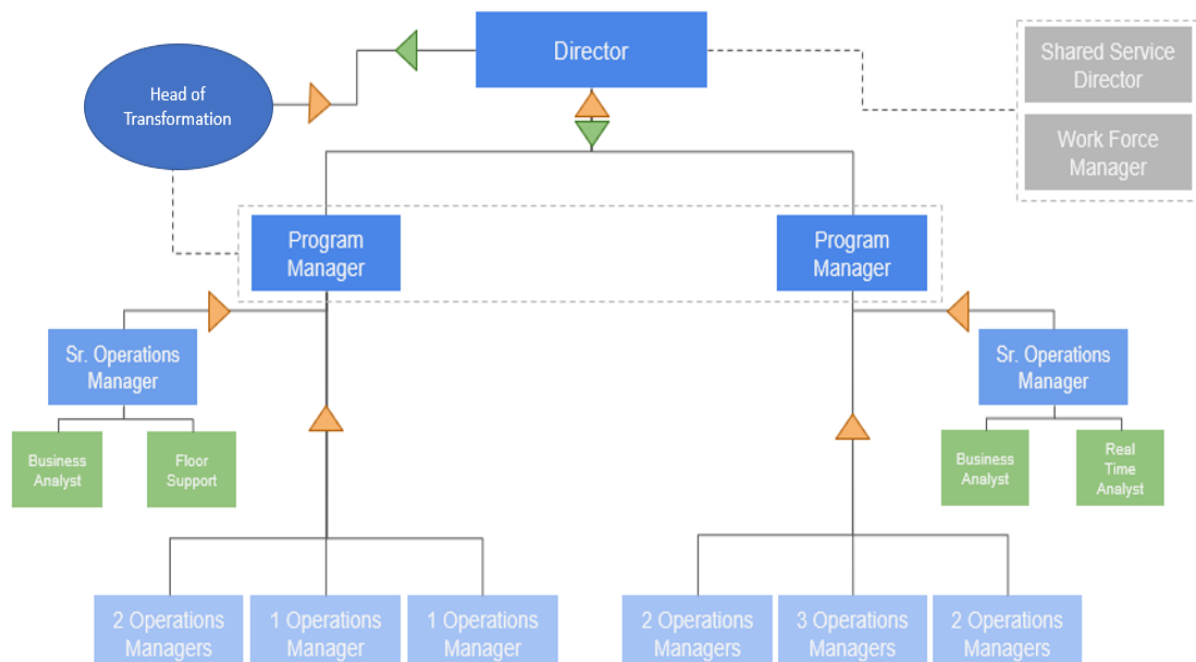 Director
Shared Service
Director
Head of
Transformation
Work Force
Manager
Program
Manager
Program
Manager
Sr. Operations
Manager
Sr. Operations
Manager
Business
Analyst
Floor
Support
Business
Analyst
Real
Time
Analyst
2 Operations
Managers
1 Operations
Manager
1 Operations
Manager
2 Operations
Managers
3 Operations
Managers
2 Operations
Managers